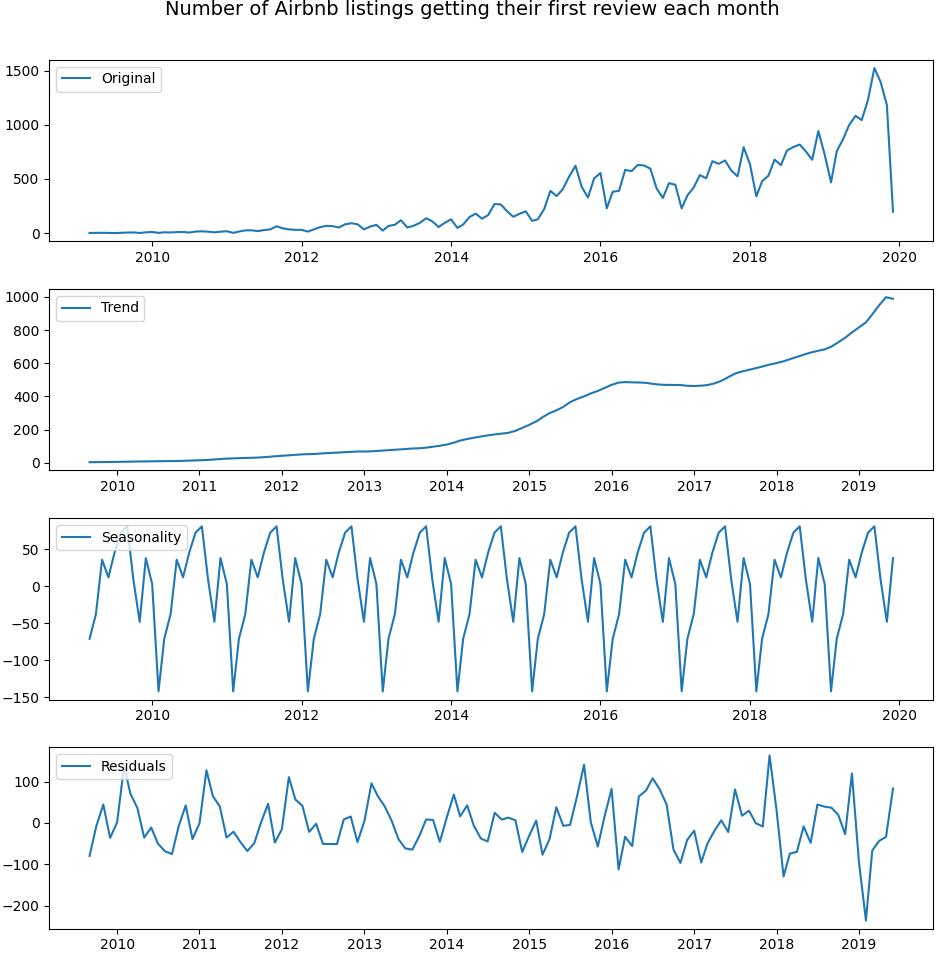 Number of Airbnb listings getting their first review each month
Original
1500
1000
500
0
2010 2012 2014 2016 2018 2020
Trend
1000
800
600
400
200
0
2010 2011 2012 2013 2014 2015 2016 2017 2018 2019
Seasonality
50
0
−50
−100
−150
2010 2012 2014 2016 2018 2020
Residuals
100
0
−100
−200
2010 2011 2012 2013 2014 2015 2016 2017 2018 2019